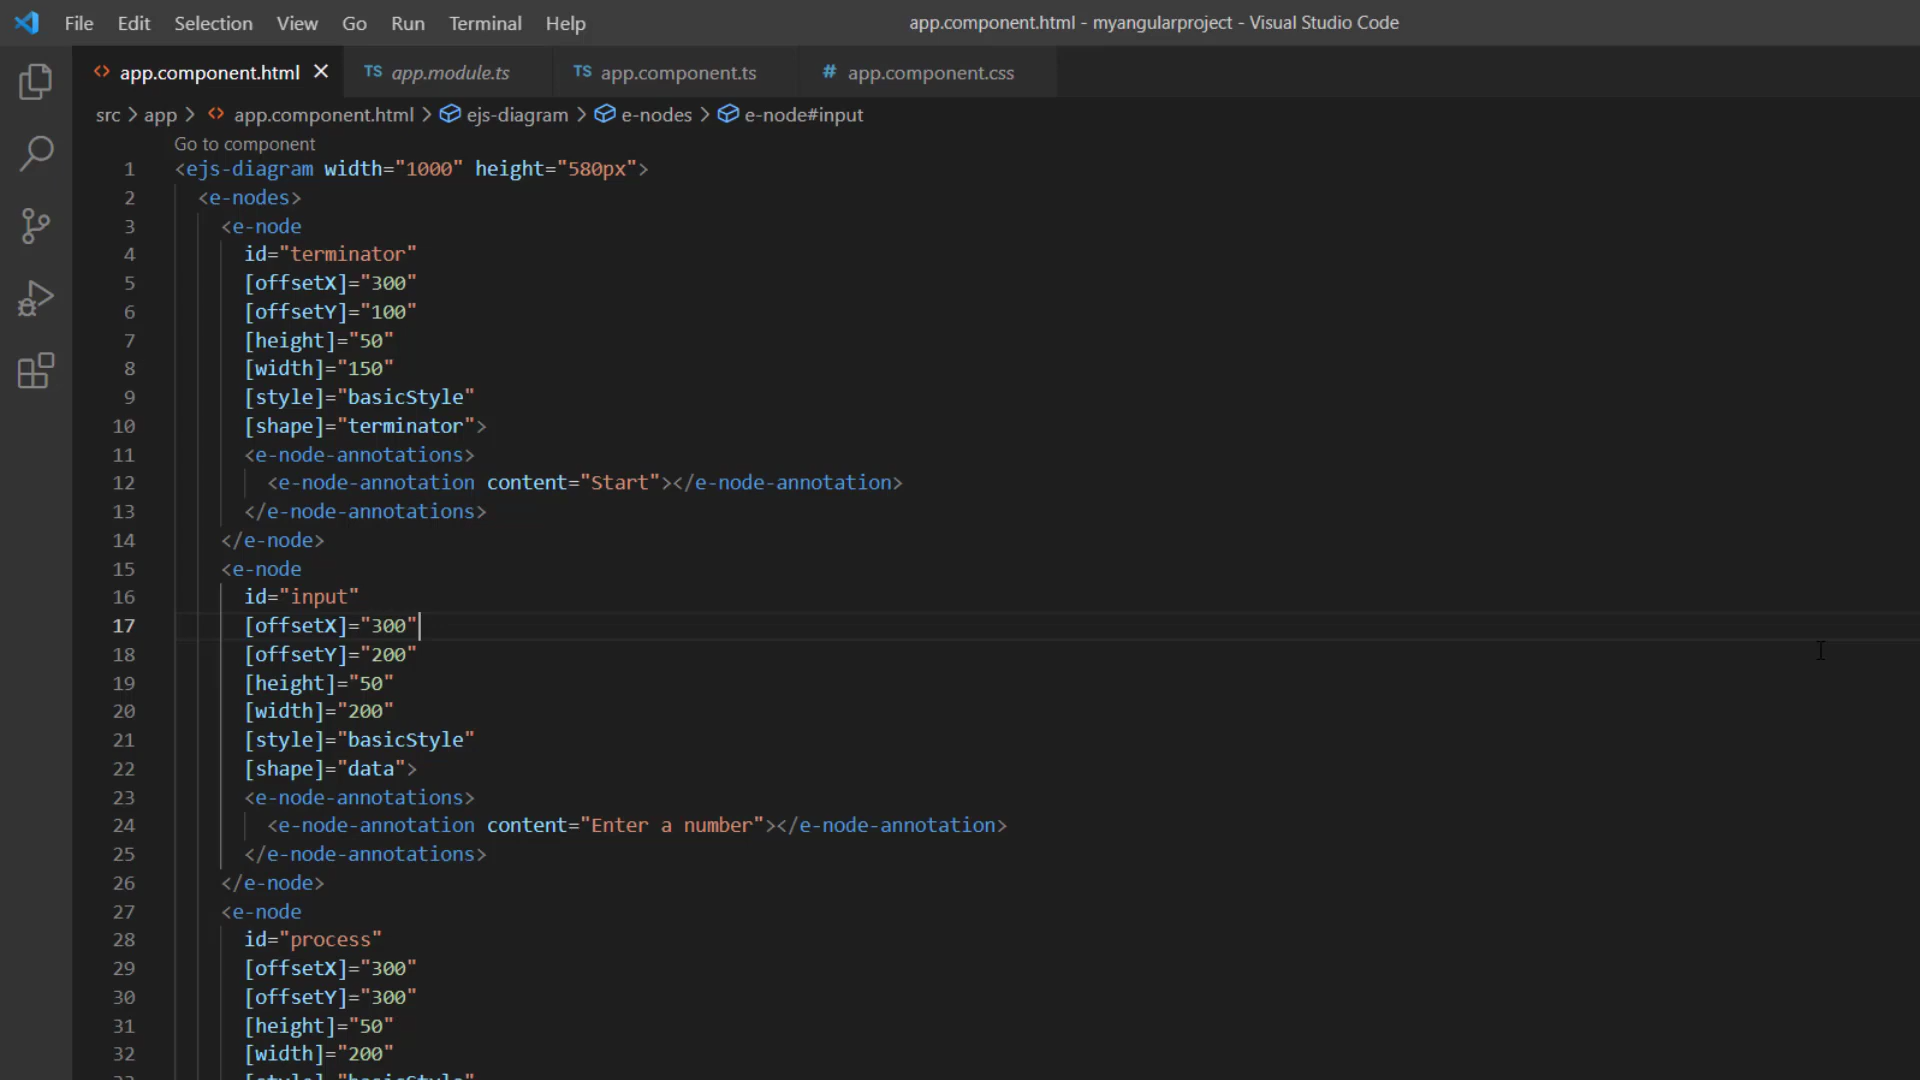 File Edit Selection View Go Run Terminal Help app.component.html - myangularproject - Visual Studio Code
<> app.component.html × TS app.module.ts TS app.component.ts # app.component.css
src > app > <> app.component.html > ejs-diagram > e-nodes > e-node#input
Go to component
1 <ejs-diagram width="1000" height="580px">
2 <e-nodes>
3 <e-node
4 id="terminator"
5 [offsetX]="300"
6 [offsetY]="100"
7 [height]="50"
8 [width]="150"
9 [style]="basicStyle"
10 [shape]="terminator">
11 <e-node-annotations>
12 <e-node-annotation content="Start"></e-node-annotation>
13 </e-node-annotations>
14 </e-node>
15 <e-node
16 id="input"
17 [offsetX]="300"
18 [offsetY]="200"
19 [height]="50"
20 [width]="200"
21 [style]="basicStyle"
22 [shape]="data">
23 <e-node-annotations>
24 <e-node-annotation content="Enter a number"></e-node-annotation>
25 </e-node-annotations>
26 </e-node>
27 <e-node
28 id="process"
29 [offsetX]="300"
30 [offsetY]="300"
31 [height]="50"
32 [width]="200"
33 [style]="basicStyle"